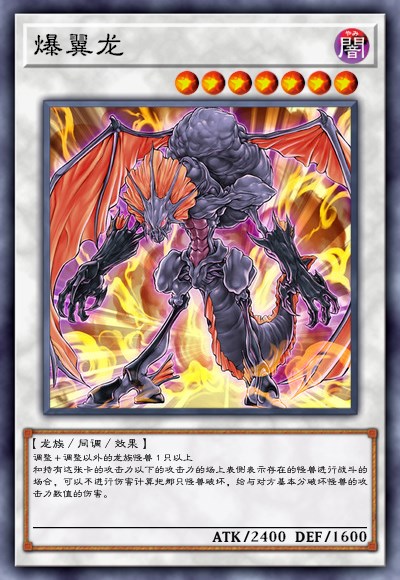 爆翼龙
やみ
闇
【龙族／同调／效果】
调整＋调整以外的龙族怪兽１只以上
和持有这张卡的攻击力以下的攻击力的场上表侧表示存在的怪兽进行战斗的
场合，可以不进行伤害计算把那只怪兽破坏，给与对方基本分破坏怪兽的攻
击力数值的伤害。
ATK/2400 DEF/1600